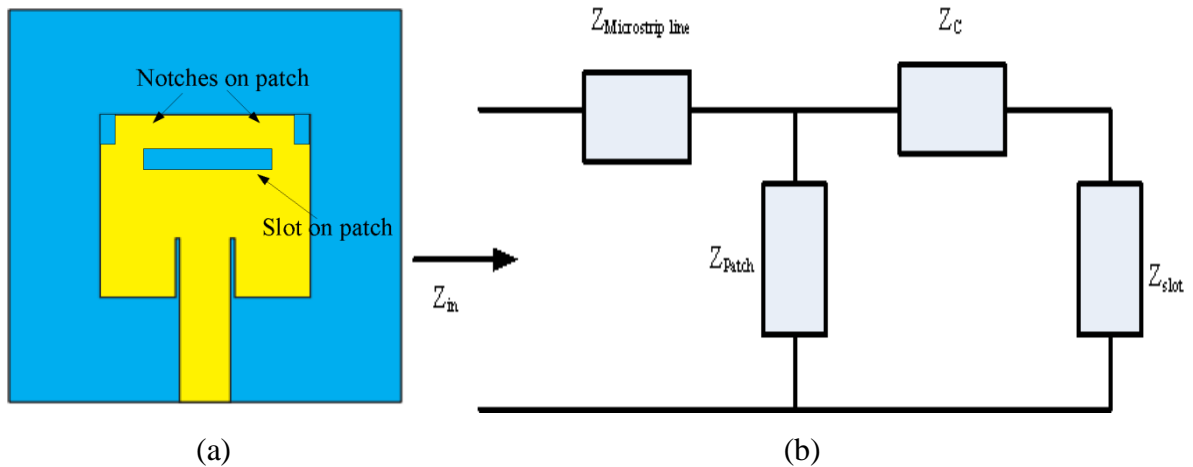 Notches on patch
Slot on patch
(a)
Z_in
Z_Microstrip line
Z_C
Z_Patch
Z_slot
(b)